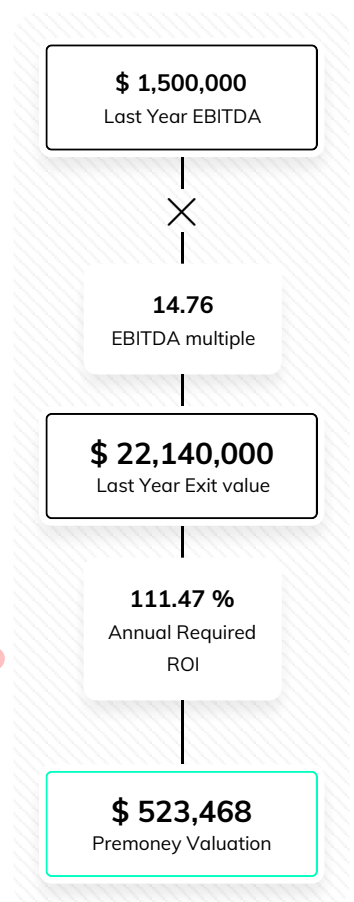 $ 1,500,000
Last Year EBITDA
14.76
EBITDA multiple
$ 22,140,000
Last Year Exit value
111.47 %
Annual Required
ROI
$ 523,468
Premoney Valuation